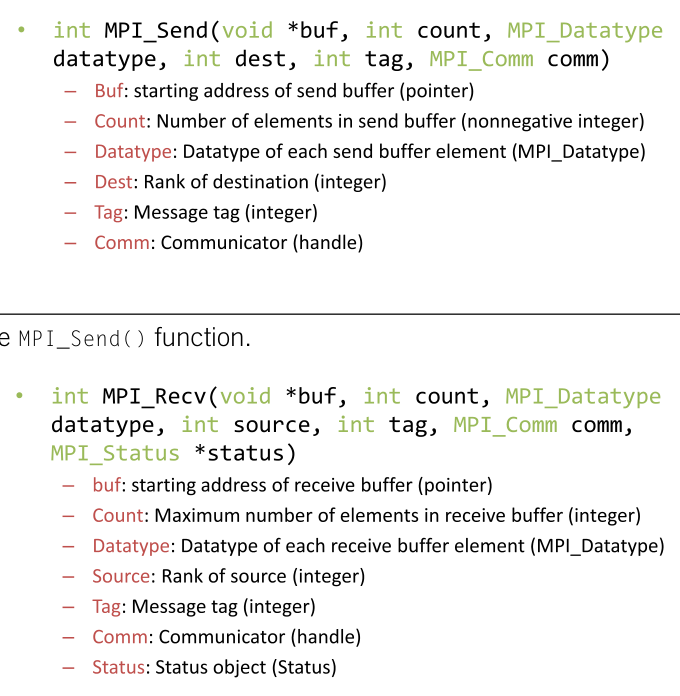 • int MPI_Send(void *buf, int count, MPI_Datatype
datatype, int dest, int tag, MPI_Comm comm)
– Buf: starting address of send buffer (pointer)
– Count: Number of elements in send buffer (nonnegative integer)
– Datatype: Datatype of each send buffer element (MPI_Datatype)
– Dest: Rank of destination (integer)
– Tag: Message tag (integer)
– Comm: Communicator (handle)
e MPI_Send() function.
• int MPI_Recv(void *buf, int count, MPI_Datatype
datatype, int source, int tag, MPI_Comm comm,
MPI_Status *status)
– buf: starting address of receive buffer (pointer)
– Count: Maximum number of elements in receive buffer (integer)
– Datatype: Datatype of each receive buffer element (MPI_Datatype)
– Source: Rank of source (integer)
– Tag: Message tag (integer)
– Comm: Communicator (handle)
– Status: Status object (Status)